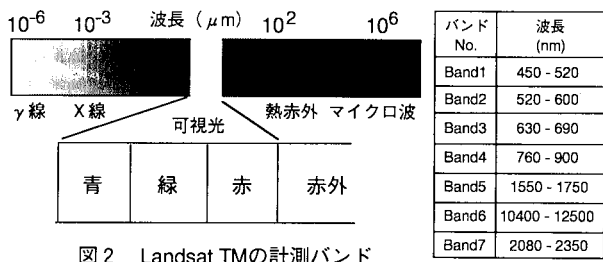 10⁻⁶ 10⁻³ 波長 (μm) 10² 10⁶
γ線 X線 熱赤外 マイクロ波
可視光
青 緑 赤 赤外
図2 Landsat TMの計測バンド
バンド No. 波長 (nm)
Band1 450 - 520
Band2 520 - 600
Band3 630 - 690
Band4 760 - 900
Band5 1550 - 1750
Band6 10400 - 12500
Band7 2080 - 2350